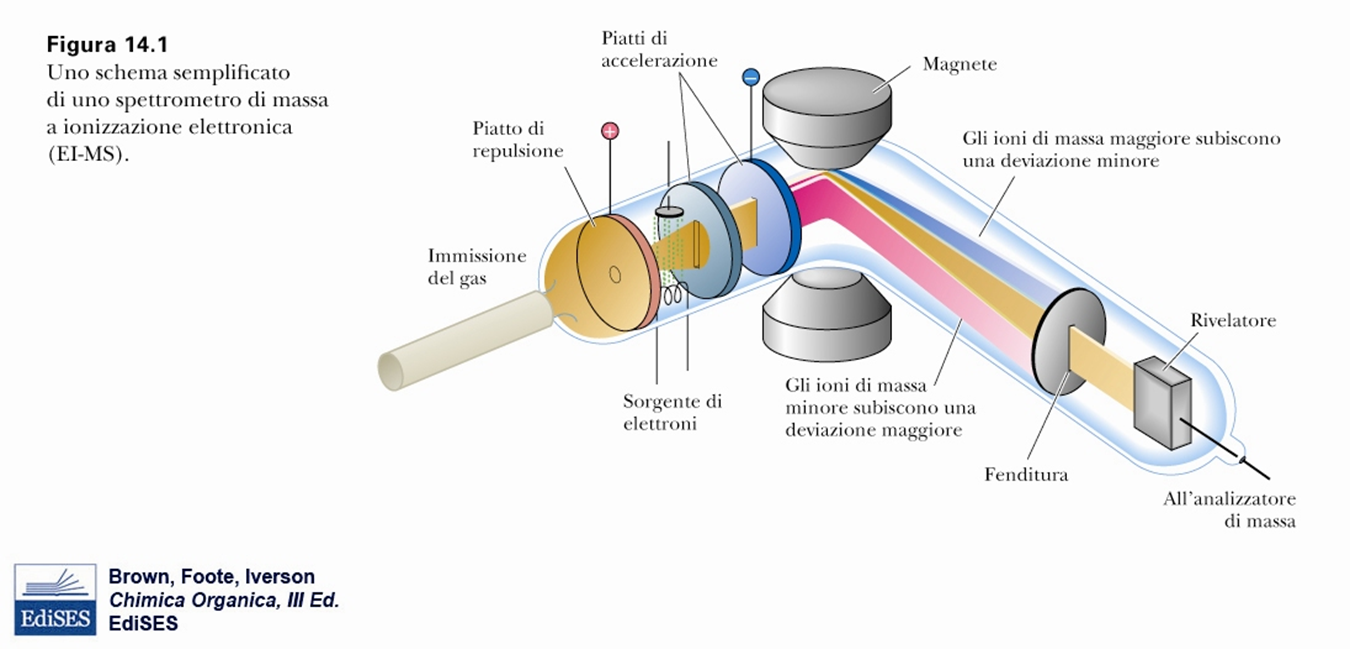 Figura 14.1
Uno schema semplificato
di uno spettrometro di massa
a ionizzazione elettronica
(EI-MS).
Piatti di
accelerazione
−
Magnete
+
Piatto di
repulsione
Gli ioni di massa maggiore subiscono
una deviazione minore
Immissione
del gas
Rivelatore
Sorgente di
elettroni
Gli ioni di massa
minore subiscono una
deviazione maggiore
Fenditura
All'analizzatore
di massa
EdiSES
Brown, Foote, Iverson
Chimica Organica, III Ed.
EdiSES